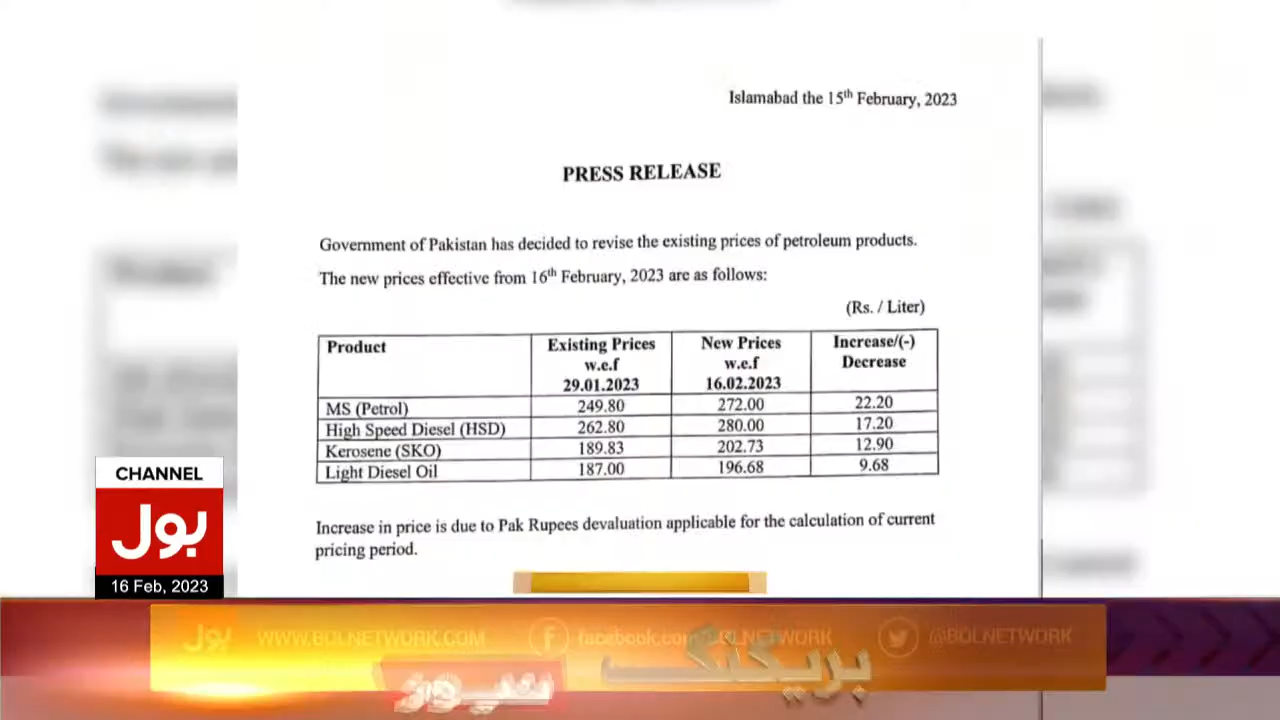 Islamabad the 15th February, 2023
PRESS RELEASE
Government of Pakistan has decided to revise the existing prices of petroleum products.
The new prices effective from 16th February, 2023 are as follows:
(Rs. / Liter)
Product Existing Prices w.e.f 29.01.2023 New Prices w.e.f 16.02.2023 Increase/(-) Decrease
MS (Petrol) 249.80 272.00 22.20
High Speed Diesel (HSD) 262.80 280.00 17.20
Kerosene (SKO) 189.83 202.73 12.90
Light Diesel Oil 187.00 196.68 9.68
Increase in price is due to Pak Rupees devaluation applicable for the calculation of current
pricing period.
CHANNEL
بول
16 Feb, 2023
بول WWW.BOLNETWORK.COM facebook.com/BOLNETWORK @BOLNETWORK
بریکنگ
نیوز